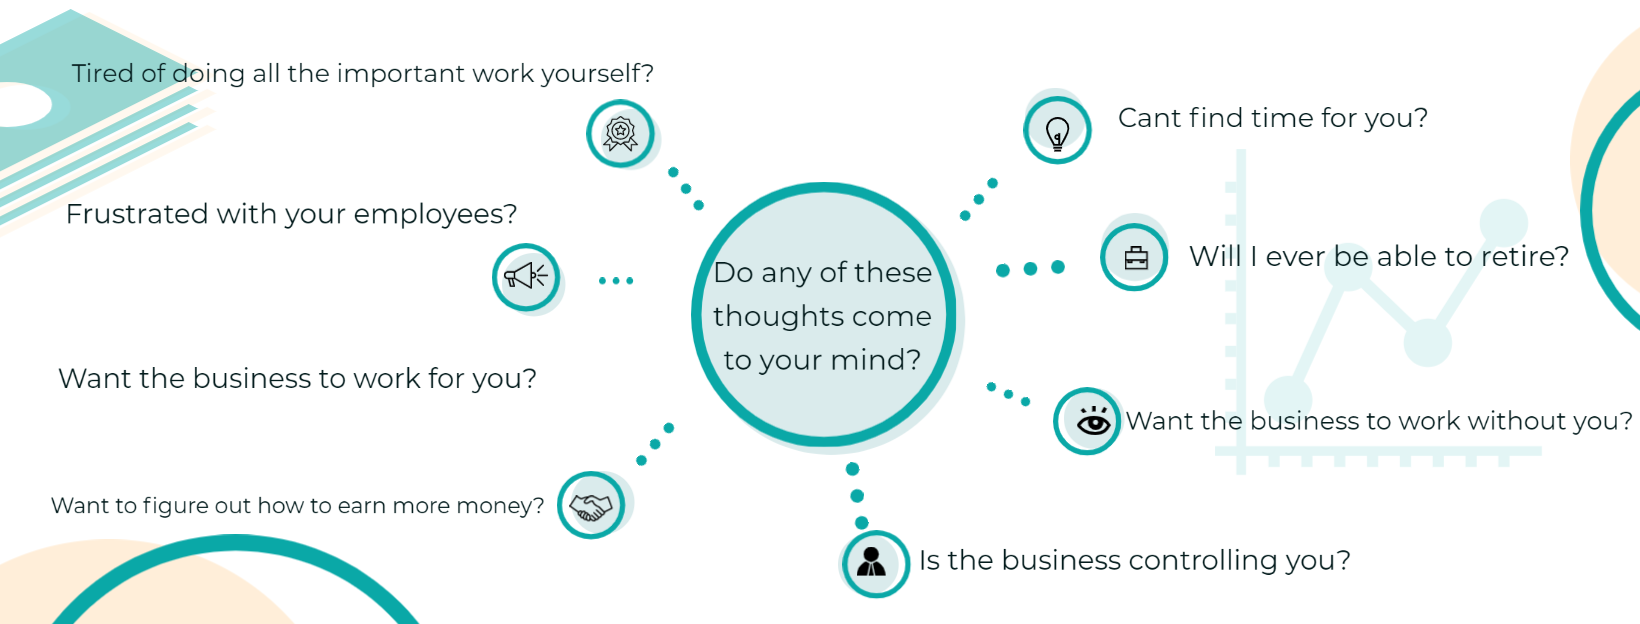 Tired of doing all the important work yourself?
Frustrated with your employees?
Want the business to work for you?
Want to figure out how to earn more money?
Do any of these
thoughts come
to your mind?
Cant find time for you?
Will I ever be able to retire?
Want the business to work without you?
Is the business controlling you?